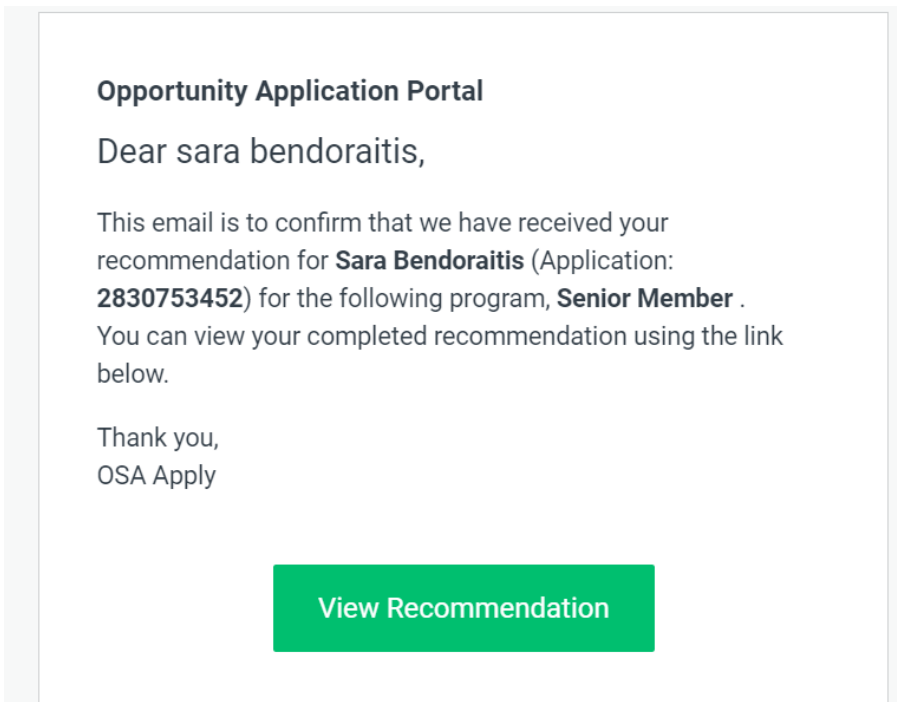 Opportunity Application Portal
Dear sara bendoraitis,
This email is to confirm that we have received your
recommendation for Sara Bendoraitis (Application:
2830753452) for the following program, Senior Member .
You can view your completed recommendation using the link
below.
Thank you,
OSA Apply
View Recommendation